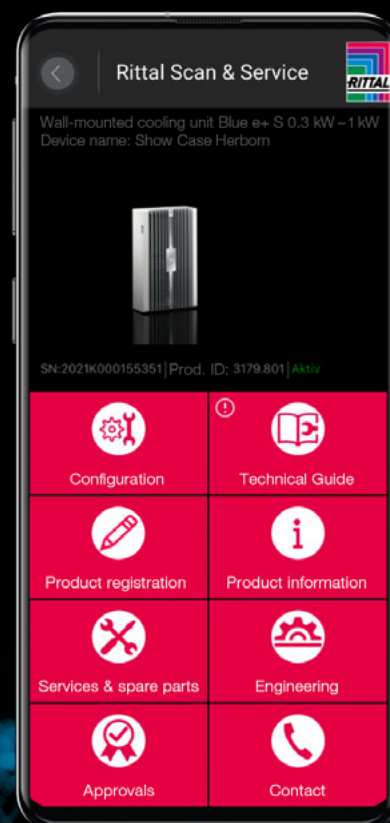 Rittal Scan & Service
RITTAL
Wall-mounted cooling unit Blue e+ S 0.3 kW –1 kW
Device name: Show Case Herborn
SN:2021K000155351|Prod. ID: 3179.801|Aktiv
Configuration
Technical Guide
Product registration
Product information
Services & spare parts
Engineering
Approvals
Contact